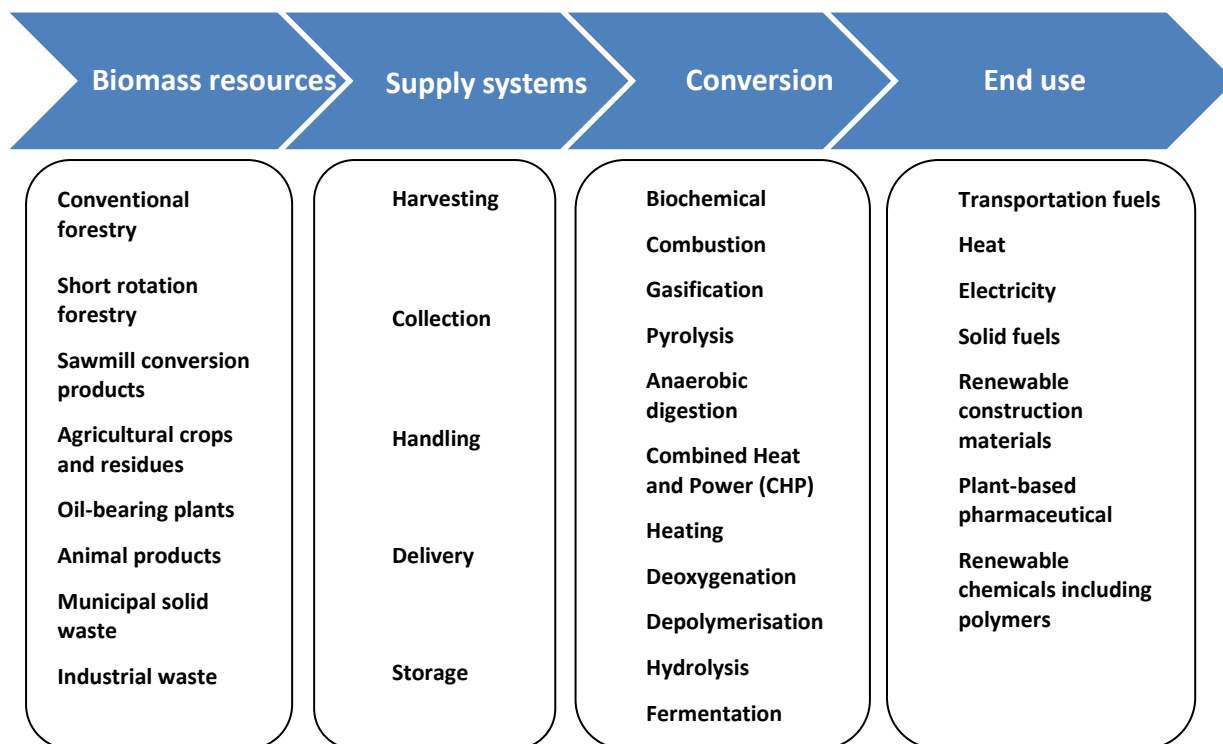 Biomass resources
Supply systems
Conversion
End use
Conventional
forestry
Short rotation
forestry
Sawmill conversion
products
Agricultural crops
and residues
Oil-bearing plants
Animal products
Municipal solid
waste
Industrial waste
Harvesting
Collection
Handling
Delivery
Storage
Biochemical
Combustion
Gasification
Pyrolysis
Anaerobic
digestion
Combined Heat
and Power (CHP)
Heating
Deoxygenation
Depolymerisation
Hydrolysis
Fermentation
Transportation fuels
Heat
Electricity
Solid fuels
Renewable
construction
materials
Plant-based
pharmaceutical
Renewable
chemicals including
polymers